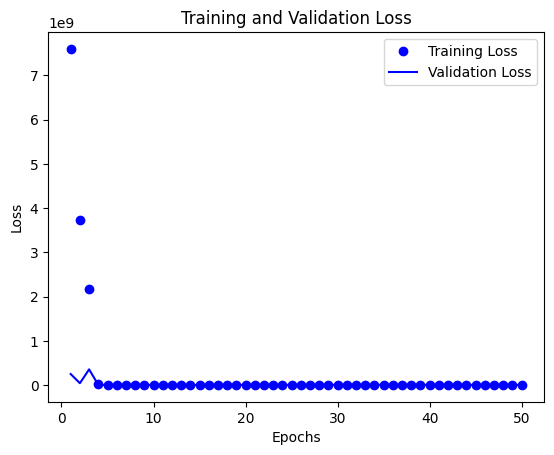 Training and Validation Loss
1e9
Training Loss
Validation Loss
7
6
5
4
3
2
1
0
Loss
0 10 20 30 40 50
Epochs